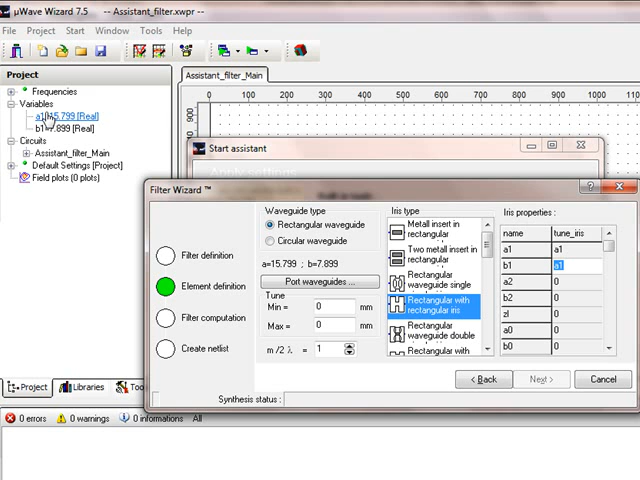 µWave Wizard 7.5 -- Assistant_filter.xwpr --
File Project Start Window Tools Help
Project
Assistant_filter_Main
Frequencies
Variables
a1=15.799 [Real]
b1=7.899 [Real]
Circuits
Assistant_filter_Main
Default Settings [Project]
Field plots (0 plots)
0 100 200 300 400 500 600 700 800 900 1000
900
800
Start assistant
Filter Wizard ™
Filter definition
Element definition
Filter computation
Create netlist
Waveguide type
Rectangular waveguide
Circular waveguide
a=15.799 ; b=7.899
Port waveguides ...
Tune
Min = 0 mm
Max = 0 mm
m /2 λ = 1
Iris type
Metall insert in
rectangular
Two metall insert in
rectangular
Rectangular
waveguide single
Rectangular with
rectangular iris
Rectangular
waveguide double
Rectangular with
Iris properties :
name tune_iris
a1 a1
b1 a1
a2 0
b2 0
zl 0
a0 0
b0 0
< Back Next > Cancel
Synthesis status :
Project Libraries Too
0 errors 0 warnings 0 informations All